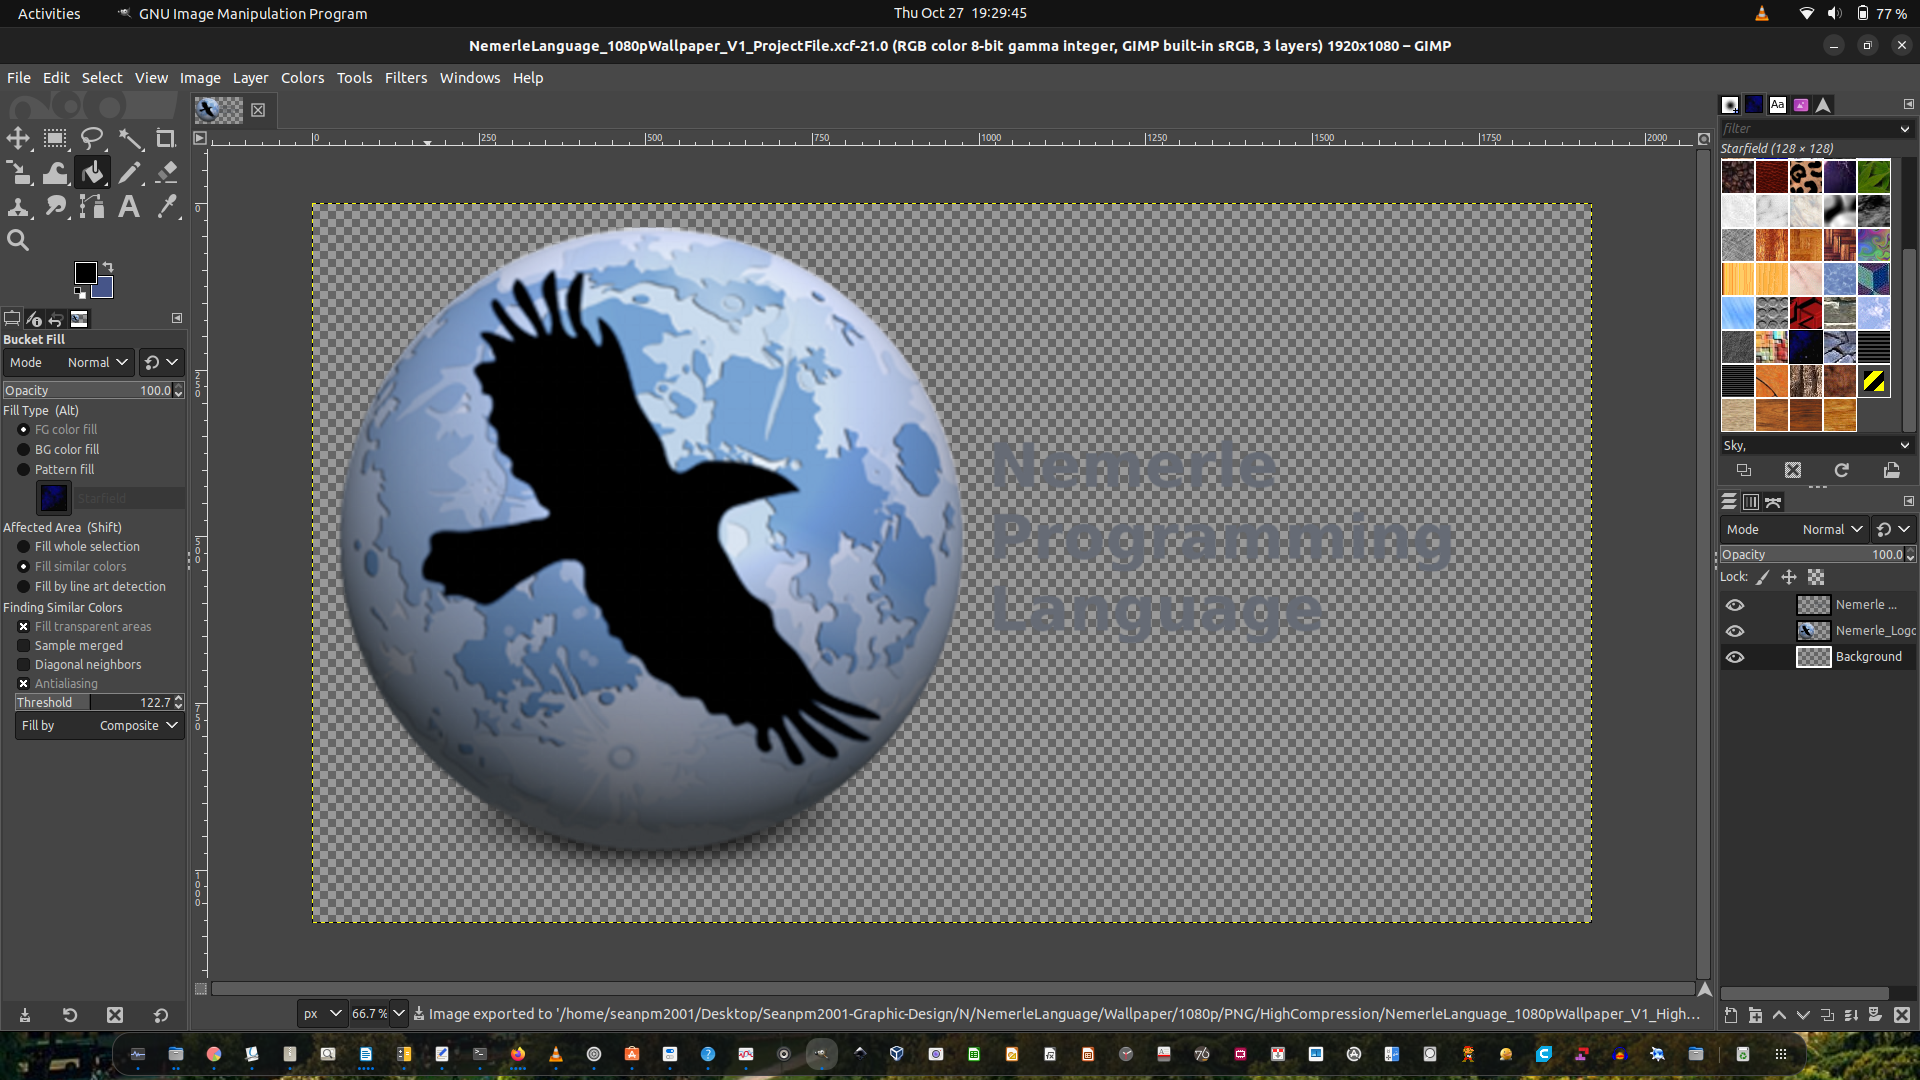 Activities
GNU Image Manipulation Program
Thu Oct 27 19:29:45
77 %
NemerleLanguage_1080pWallpaper_V1_ProjectFile.xcf-21.0 (RGB color 8-bit gamma integer, GIMP built-in sRGB, 3 layers) 1920x1080 – GIMP
File Edit Select View Image Layer Colors Tools Filters Windows Help
0 250 500 750 1000 1250 1500 1750 2000
0
250
500
750
1000
Bucket Fill
Mode Normal
Opacity 100.0
Fill Type (Alt)
FG color fill
BG color fill
Pattern fill
Starfield
Affected Area (Shift)
Fill whole selection
Fill similar colors
Fill by line art detection
Finding Similar Colors
Fill transparent areas
Sample merged
Diagonal neighbors
Antialiasing
Threshold 122.7
Fill by Composite
Nemerle
Programming
Language
Aa
filter
Starfield (128 × 128)
Sky,
Mode Normal
Opacity 100.0
Lock:
Nemerle ...
Nemerle_Logo
Background
px
66.7 %
Image exported to '/home/seanpm2001/Desktop/Seanpm2001-Graphic-Design/N/NemerleLanguage/Wallpaper/1080p/PNG/HighCompression/NemerleLanguage_1080pWallpaper_V1_High…